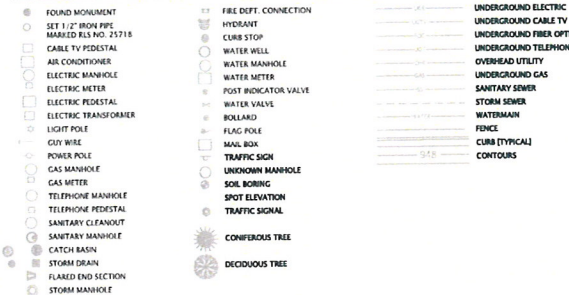 FOUND MONUMENT
SET 1/2" IRON PIPE
MARKED RLS NO. 25718
CABLE TV PEDESTAL
AIR CONDITIONER
ELECTRIC MANHOLE
ELECTRIC METER
ELECTRIC PEDESTAL
ELECTRIC TRANSFORMER
LIGHT POLE
GUY WIRE
POWER POLE
GAS MANHOLE
GAS METER
TELEPHONE MANHOLE
TELEPHONE PEDESTAL
SANITARY CLEANOUT
SANITARY MANHOLE
CATCH BASIN
STORM DRAIN
FLARED END SECTION
STORM MANHOLE
FIRE DEPT. CONNECTION
HYDRANT
CURB STOP
WATER WELL
WATER MANHOLE
WATER METER
POST INDICATOR VALVE
WATER VALVE
BOLLARD
FLAG POLE
MAIL BOX
TRAFFIC SIGN
UNKNOWN MANHOLE
SOIL BORING
SPOT ELEVATION
TRAFFIC SIGNAL
CONIFEROUS TREE
DECIDUOUS TREE
UNDERGROUND ELECTRIC
UNDERGROUND CABLE TV
UNDERGROUND FIBER OPTI
UNDERGROUND TELEPHON
OVERHEAD UTILITY
UNDERGROUND GAS
SANITARY SEWER
STORM SEWER
WATERMAIN
FENCE
CURB [TYPICAL]
CONTOURS